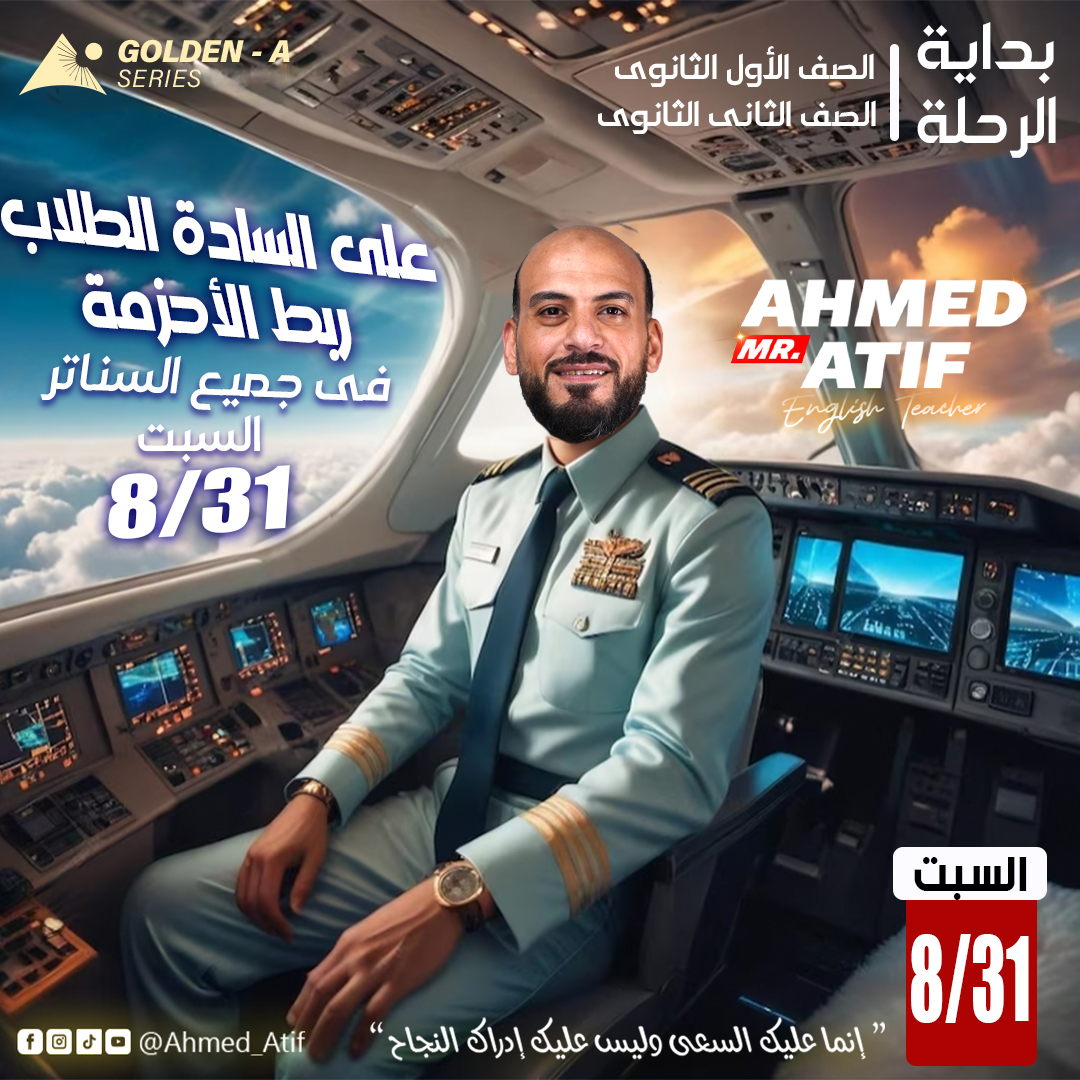 GOLDEN - A
SERIES
بداية
الرحلة
الصف الأول الثانوى
الصف الثانى الثانوى
على السادة الطلاب
ربط الأحزمة
فى جميع السناتر
السبت
8/31
AHMED
MR. ATIF
English Teacher
السبت
8/31
@Ahmed_Atif
” إنما عليك السعى وليس عليك إدراك النجاح “